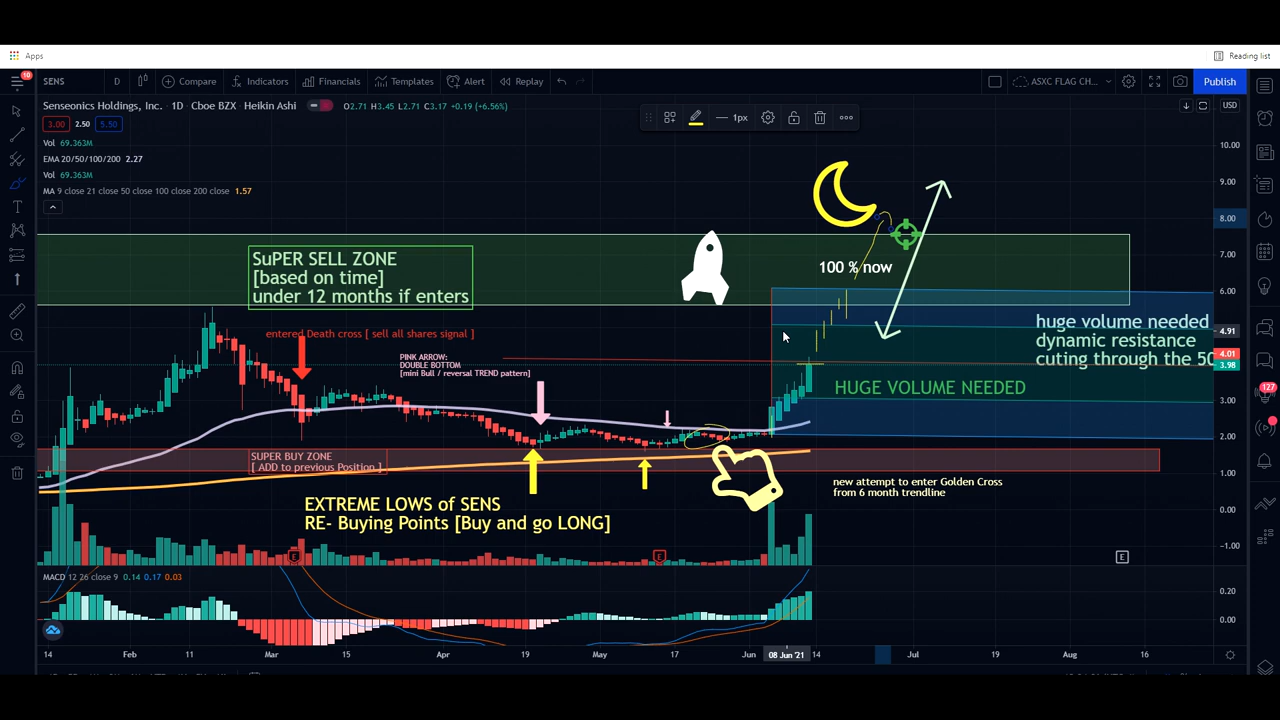 Apps
Reading list
10
SENS
D
Compare
Indicators
Financials
Templates
Alert
Replay
ASXC FLAG CH...
Publish
Senseonics Holdings, Inc. • 1D • Cboe BZX • Heikin Ashi
O2.71 H3.45 L2.71 C3.17 +0.19 (+6.56%)
1px
USD
3.00 2.50 5.50
Vol 69.363M
EMA 20/50/100/200 2.27
Vol 69.363M
MA 9 close 21 close 50 close 100 close 200 close 1.57
10.00
9.00
8.00
7.00
6.00
4.91
4.01
3.98
3.00
2.00
1.00
0.00
−1.00
SuPER SELL ZONE
[based on time]
under 12 months if enters
100 % now
entered Death cross [ sell all shares signal ]
PINK ARROW:
DOUBLE BOTTOM
[mini Bull / reversal TREND pattern]
huge volume needed
dynamic resistance
cuting through the 50
HUGE VOLUME NEEDED
127
SUPER BUY ZONE
[ ADD to previous Position ]
EXTREME LOWS of SENS
RE- Buying Points [Buy and go LONG]
new attempt to enter Golden Cross
from 6 month trendline
E
E
E
MACD 12 26 close 9 0.14 0.17 0.03
0.20
0.00
14 Feb 16 Mar 15 Apr 19 May 17 Jun 08 Jun '21 14 Jul 19 Aug 16